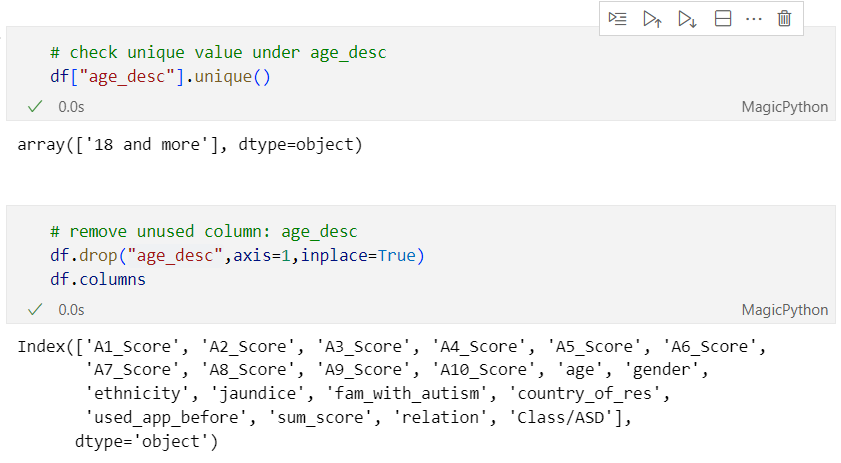 # check unique value under age_desc
df["age_desc"].unique()
0.0s
MagicPython
array(['18 and more'], dtype=object)
# remove unused column: age_desc
df.drop("age_desc",axis=1,inplace=True)
df.columns
0.0s
MagicPython
Index(['A1_Score', 'A2_Score', 'A3_Score', 'A4_Score', 'A5_Score', 'A6_Score',
'A7_Score', 'A8_Score', 'A9_Score', 'A10_Score', 'age', 'gender',
'ethnicity', 'jaundice', 'fam_with_autism', 'country_of_res',
'used_app_before', 'sum_score', 'relation', 'Class/ASD'],
dtype='object')